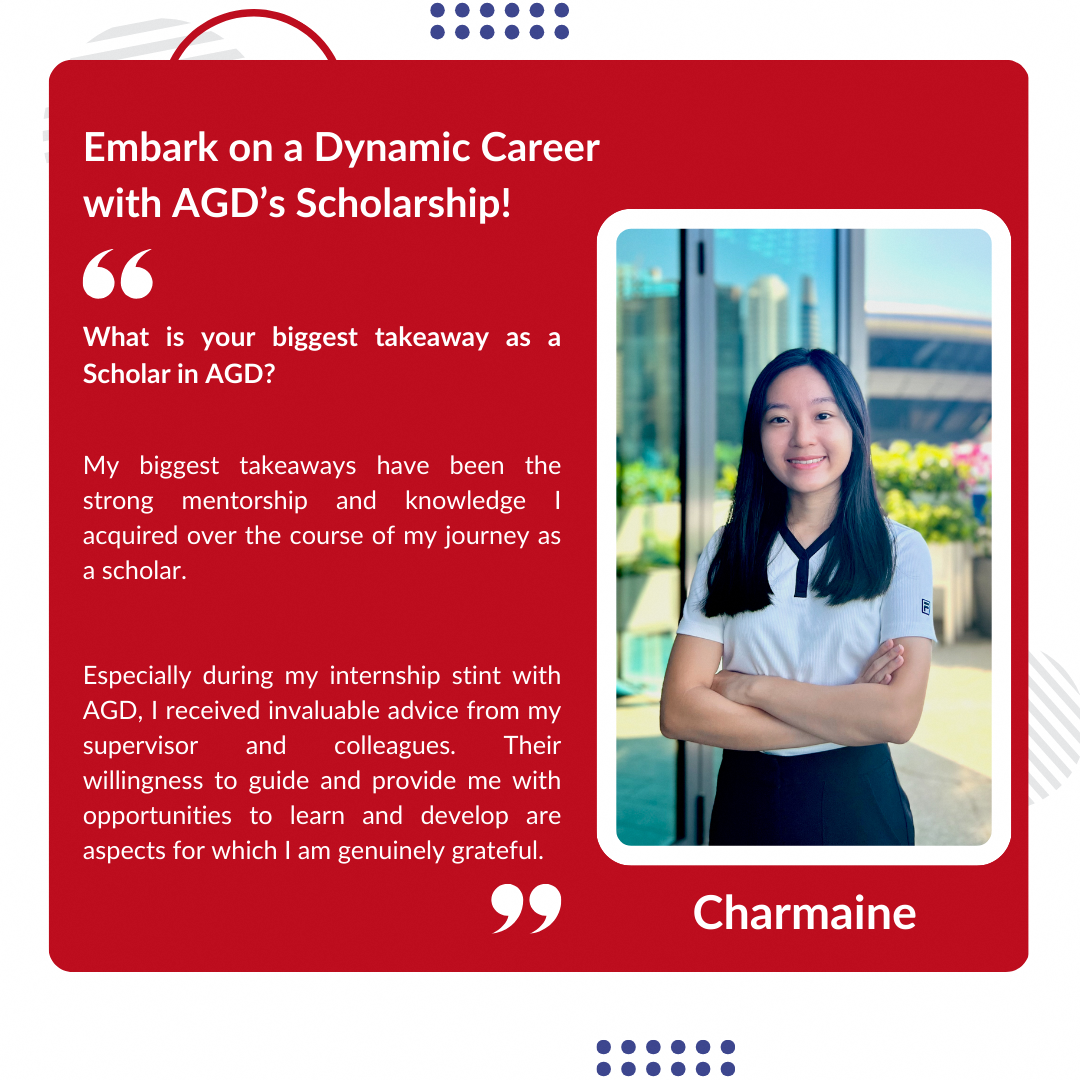 Embark on a Dynamic Career
with AGD’s Scholarship!
What is your biggest takeaway as a
Scholar in AGD?
My biggest takeaways have been the
strong mentorship and knowledge I
acquired over the course of my journey as
a scholar.
Especially during my internship stint with
AGD, I received invaluable advice from my
supervisor and colleagues. Their
willingness to guide and provide me with
opportunities to learn and develop are
aspects for which I am genuinely grateful.
Charmaine